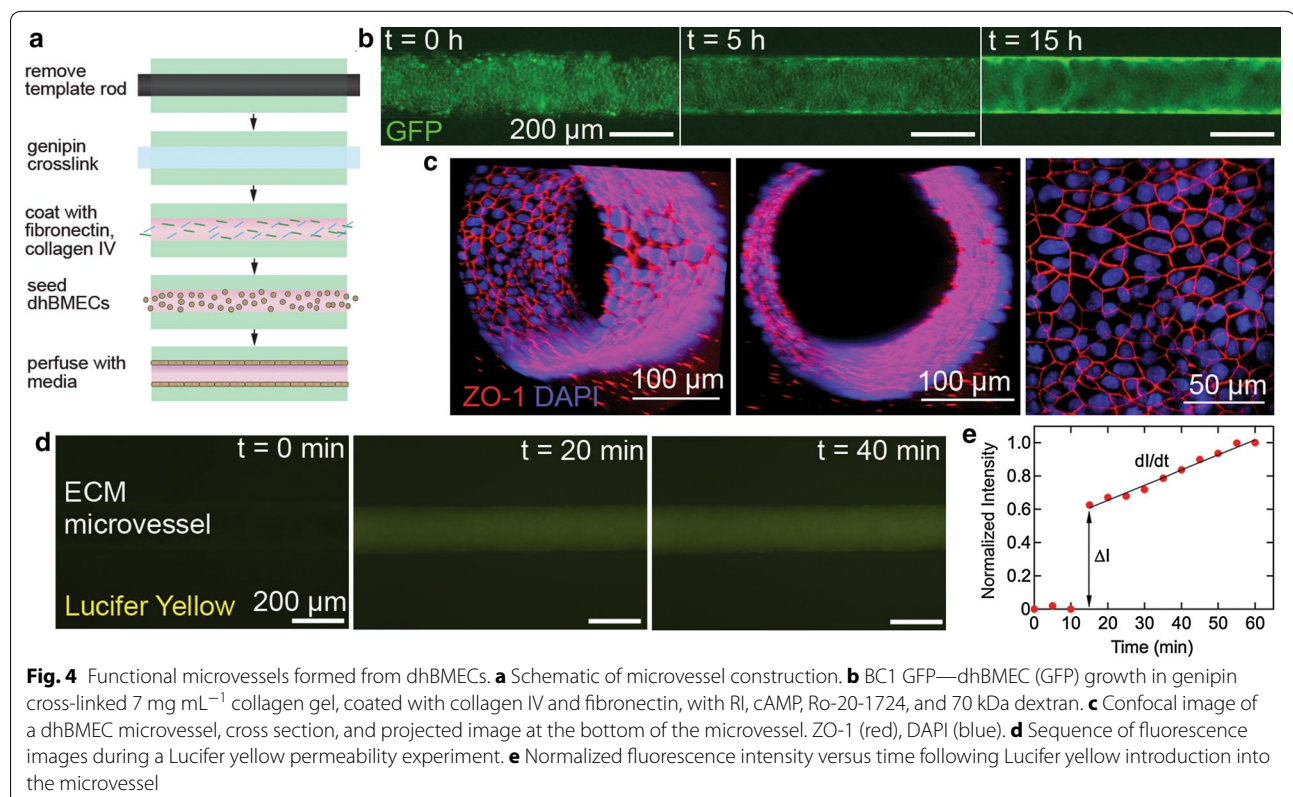 a
remove
template rod
genipin
crosslink
coat with
fibronectin,
collagen IV
seed
dhBMECs
perfuse with
media
b
t = 0 h
t = 5 h
t = 15 h
GFP
200 µm
c
ZO-1 DAPI
100 µm
100 µm
50 µm
d
t = 0 min
t = 20 min
t = 40 min
ECM
microvessel
Lucifer Yellow
200 µm
e
Normalized Intensity
1.0
0.8
0.6
0.4
0.2
0
dI/dt
ΔI
0 10 20 30 40 50 60
Time (min)
Fig. 4 Functional microvessels formed from dhBMECs. a Schematic of microvessel construction. b BC1 GFP—dhBMEC (GFP) growth in genipin
cross-linked 7 mg mL⁻¹ collagen gel, coated with collagen IV and fibronectin, with RI, cAMP, Ro-20-1724, and 70 kDa dextran. c Confocal image of
a dhBMEC microvessel, cross section, and projected image at the bottom of the microvessel. ZO-1 (red), DAPI (blue). d Sequence of fluorescence
images during a Lucifer yellow permeability experiment. e Normalized fluorescence intensity versus time following Lucifer yellow introduction into
the microvessel